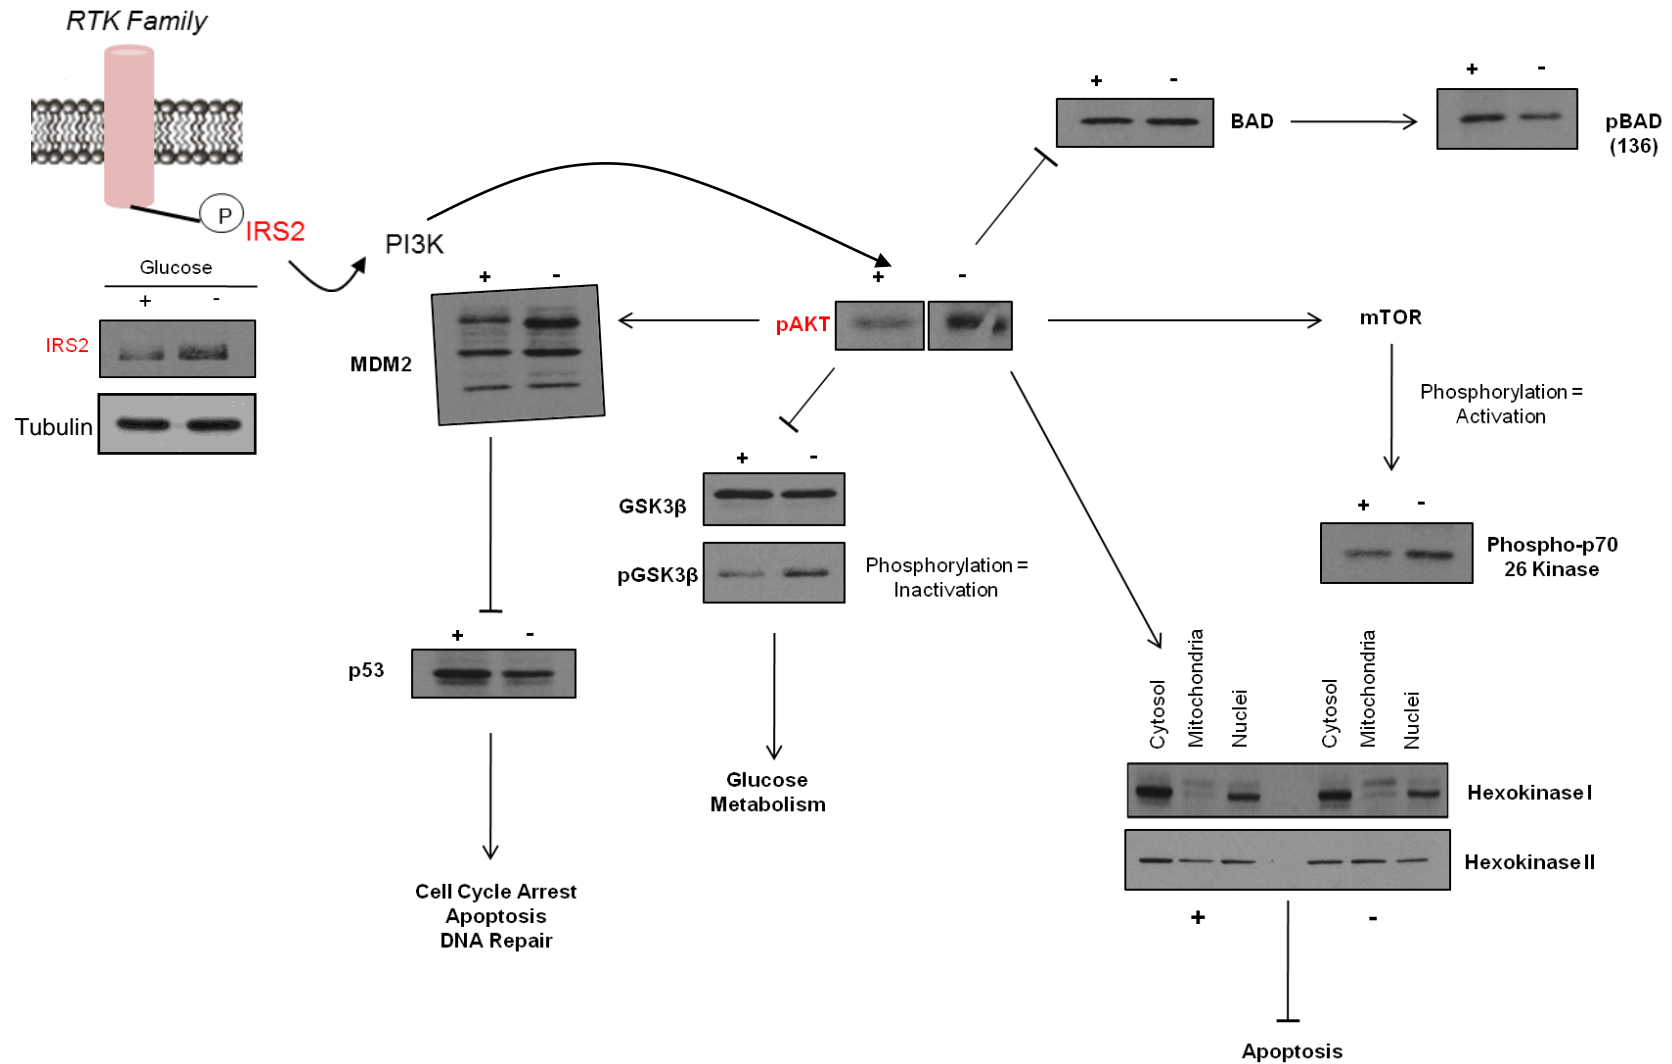 RTK Family
P
IRS2
PI3K
Glucose
+ -
IRS2
Tubulin
+ -
MDM2
+ -
pAKT
+ -
BAD
+ -
pBAD
(136)
mTOR
Phosphorylation =
Activation
+ -
Phospho-p70
26 Kinase
+ -
GSK3β
pGSK3β
Phosphorylation =
Inactivation
Glucose
Metabolism
+ -
p53
Cell Cycle Arrest
Apoptosis
DNA Repair
Cytosol
Mitochondria
Nuclei
Cytosol
Mitochondria
Nuclei
Hexokinase I
Hexokinase II
+ -
Apoptosis